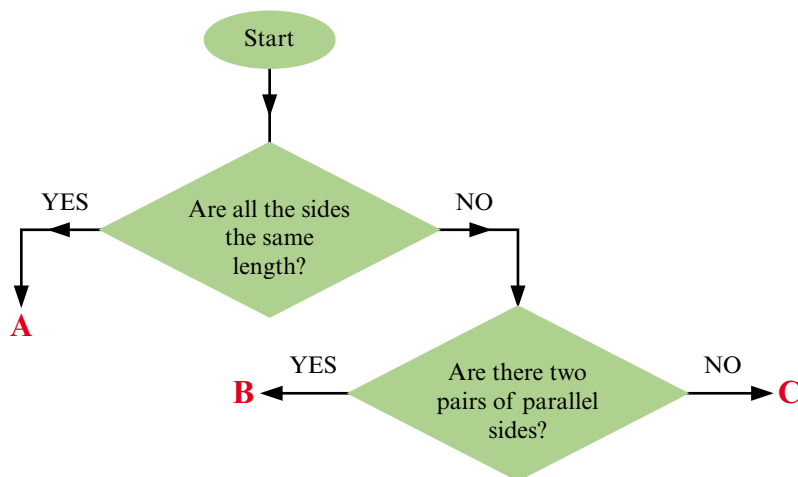 Start
YES
NO
Are all the sides
the same
length?
A
YES
NO
Are there two
pairs of parallel
sides?
B
C